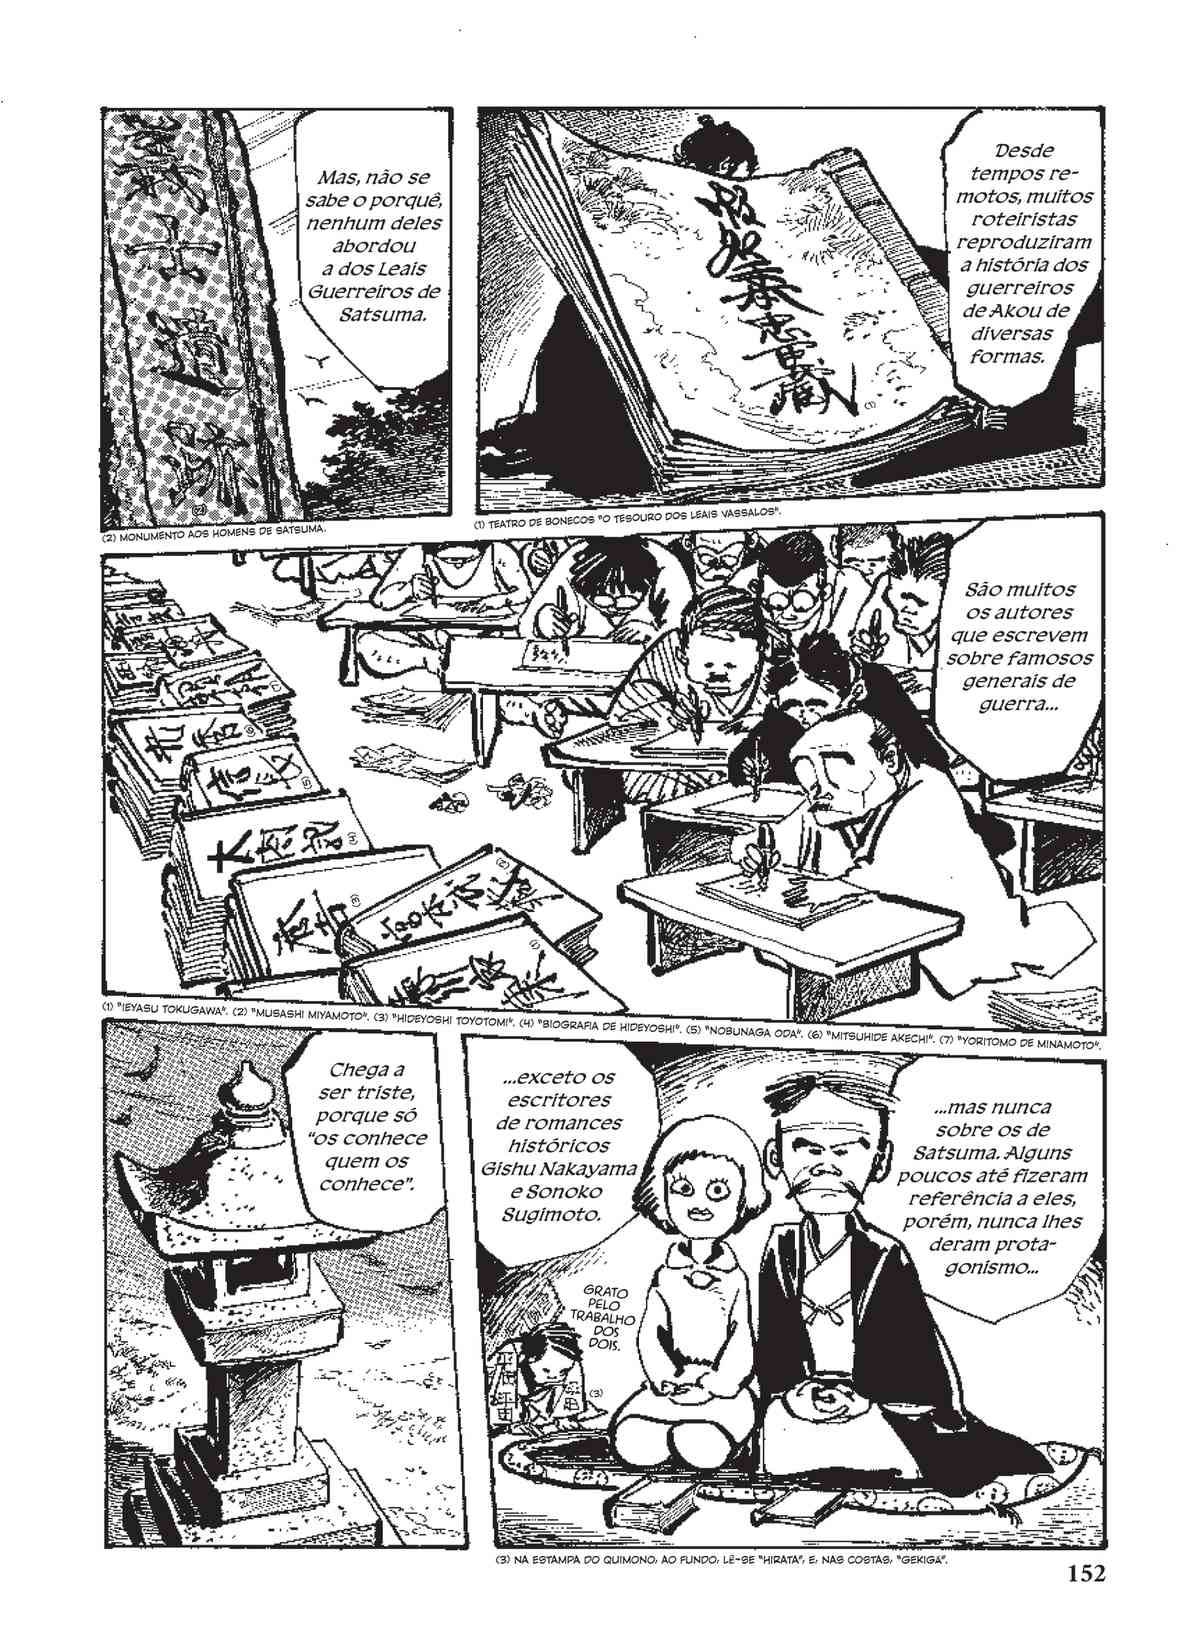 Desde
tempos re-
motos, muitos
roteiristas
reproduziram
a história dos
guerreiros
de Akou de
diversas
formas.
(1)
(1) TEATRO DE BONECOS "O TESOURO DOS LEAIS VASSALOS".
Mas, não se
sabe o porquê,
nenhum deles
abordou
a dos Leais
Guerreiros de
Satsuma.
(2)
(2) MONUMENTO AOS HOMENS DE SATSUMA.
São muitos
os autores
que escrevem
sobre famosos
generais de
guerra...
(1) "IEYASU TOKUGAWA". (2) "MUSASHI MIYAMOTO". (3) "HIDEYOSHI TOYOTOMI". (4) "BIOGRAFIA DE HIDEYOSHI". (5) "NOBUNAGA ODA". (6) "MITSUHIDE AKECHI". (7) "YORITOMO DE MINAMOTO".
...mas nunca
sobre os de
Satsuma. Alguns
poucos até fizeram
referência a eles,
porém, nunca lhes
deram prota-
gonismo...
...exceto os
escritores
de romances
históricos
Gishu Nakayama
e Sonoko
Sugimoto.
GRATO
PELO
TRABALHO
DOS
DOIS.
(3)
(3) NA ESTAMPA DO QUIMONO, AO FUNDO, LÊ-SE "HIRATA", E, NAS COSTAS, "GEKIGA".
Chega a
ser triste,
porque só
"os conhece
quem os
conhece".
152